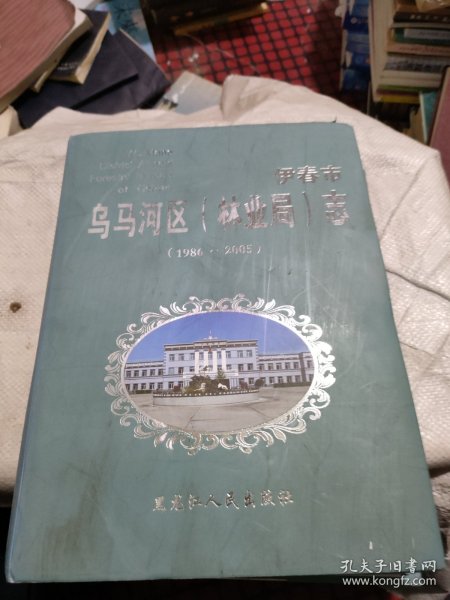 of
伊春市
乌马河区（林业局）志
（1986～2005）
黑龙江人民出版社
孔夫子旧书网
www.kongfz.com